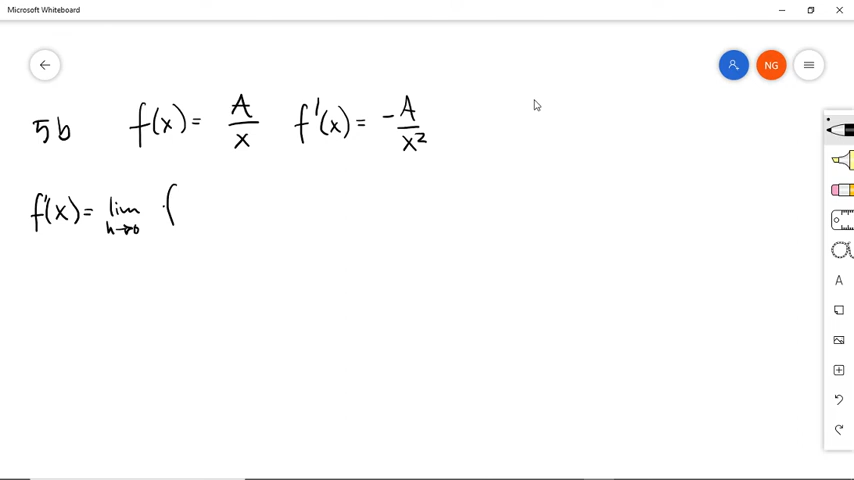 Microsoft Whiteboard
NG
5b f(x) = A/x f'(x) = -A/x²
f'(x) = lim h→0 (
A